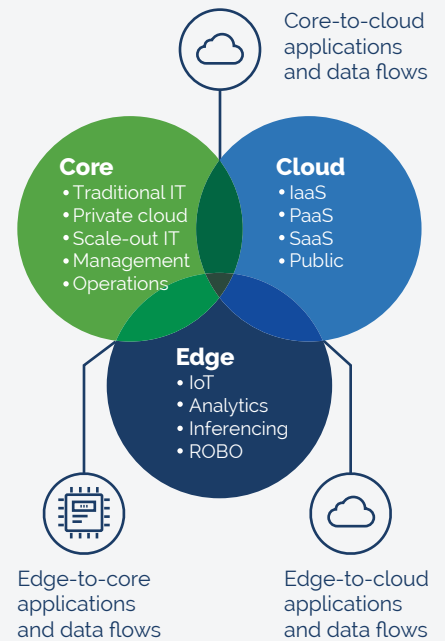 Core-to-cloud
applications
and data flows
Core
• Traditional IT
• Private cloud
• Scale-out IT
• Management
• Operations
Cloud
• IaaS
• PaaS
• SaaS
• Public
Edge
• IoT
• Analytics
• Inferencing
• ROBO
Edge-to-core
applications
and data flows
Edge-to-cloud
applications
and data flows